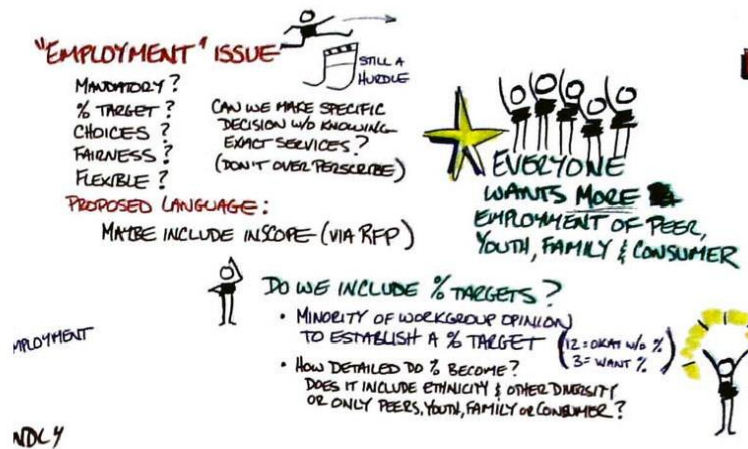 "EMPLOYMENT" ISSUE
STILL A
HURDLE
MANDATORY?
% TARGET?
CHOICES?
FAIRNESS?
FLEXIBLE?
CAN WE MAKE SPECIFIC
DECISION W/O KNOWING
EXACT SERVICES?
(DON'T OVER PERSCRIBE)
PROPOSED LANGUAGE:
MAYBE INCLUDE IN SCOPE (VIA RFP)
EVERYONE
WANTS MORE
EMPLOYMENT OF PEER,
YOUTH, FAMILY & CONSUMER
DO WE INCLUDE % TARGETS?
• MINORITY OF WORKGROUP OPINION
TO ESTABLISH A % TARGET
(12 = OKAY W/O %
3 = WANT %)
• HOW DETAILED DO % BECOME?
DOES IT INCLUDE ETHNICITY & OTHER DIVERSITY
OR ONLY PEERS, YOUTH, FAMILY OR CONSUMER?
MPLOYMENT
NDLY